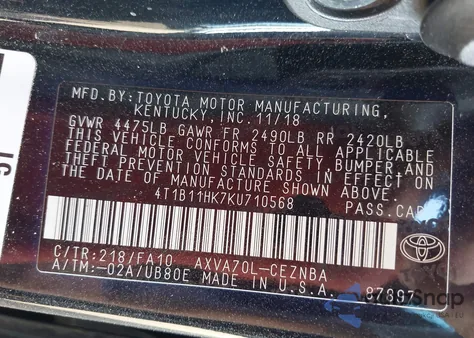 MFD.BY:TOYOTA MOTOR MANUFACTURING,
KENTUCKY,INC.11/18
GVWR 4475LB GAWR FR 2490LB RR 2420LB
THIS VEHICLE CONFORMS TO ALL APPLICABLE
FEDERAL MOTOR VEHICLE SAFETY, BUMPER,AND
THEFT PREVENTION STANDARDS IN EFFECT ON
THE DATE OF MANUFACTURE SHOWN ABOVE.
4T1B11HK7KU710568 PASS.CAR
C/TR:218/FA10 AXVA70L-CEZNBA
A/TM:-02A/UB80E MADE IN U.S.A.
TOYOTA